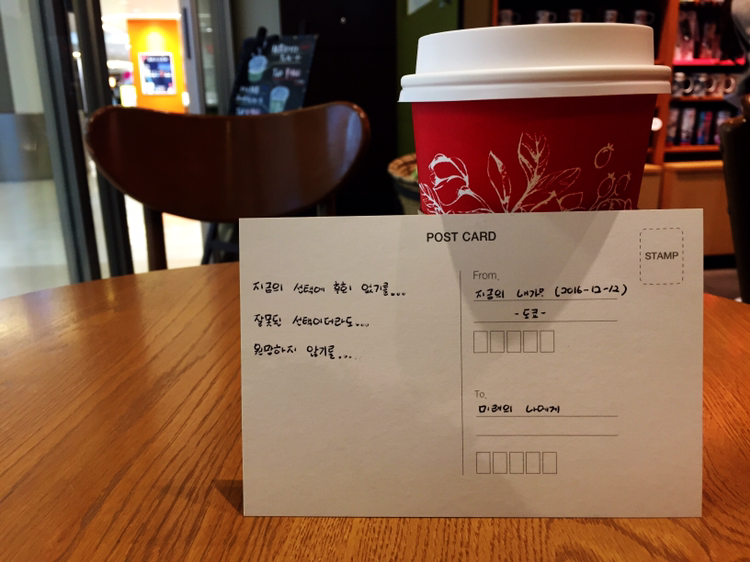 POST CARD
STAMP
지금의 선택에 후회 없기를...
잘못된 선택이더라도...
원망하지 않기를....
From.
지금의 내가? (2016-12-12)
-도쿄-
To.
미래의 나에게